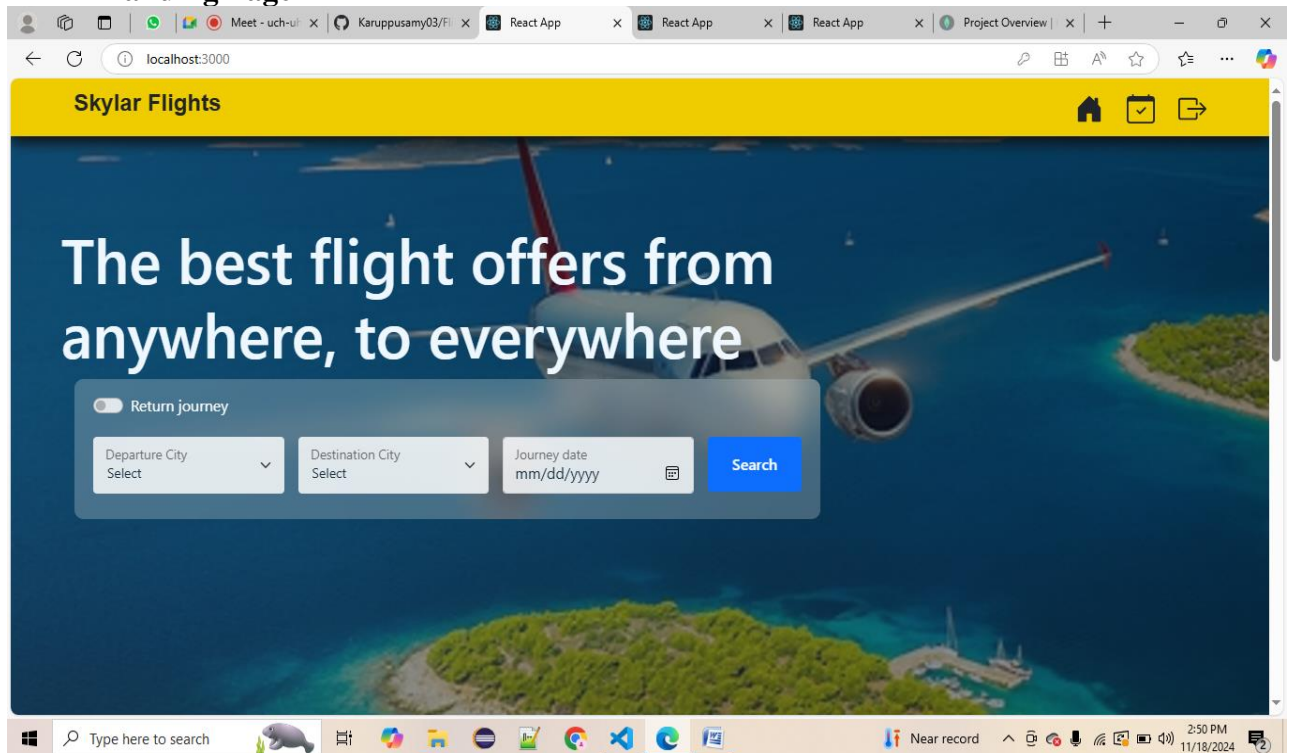 Meet - uch-uh
Karuppusamy03/Fl
React App
React App
React App
Project Overview |
localhost:3000
Skylar Flights
The best flight offers from
anywhere, to everywhere
Return journey
Departure City
Select
Destination City
Select
Journey date
mm/dd/yyyy
Search
Type here to search
Near record
2:50 PM
11/18/2024
2